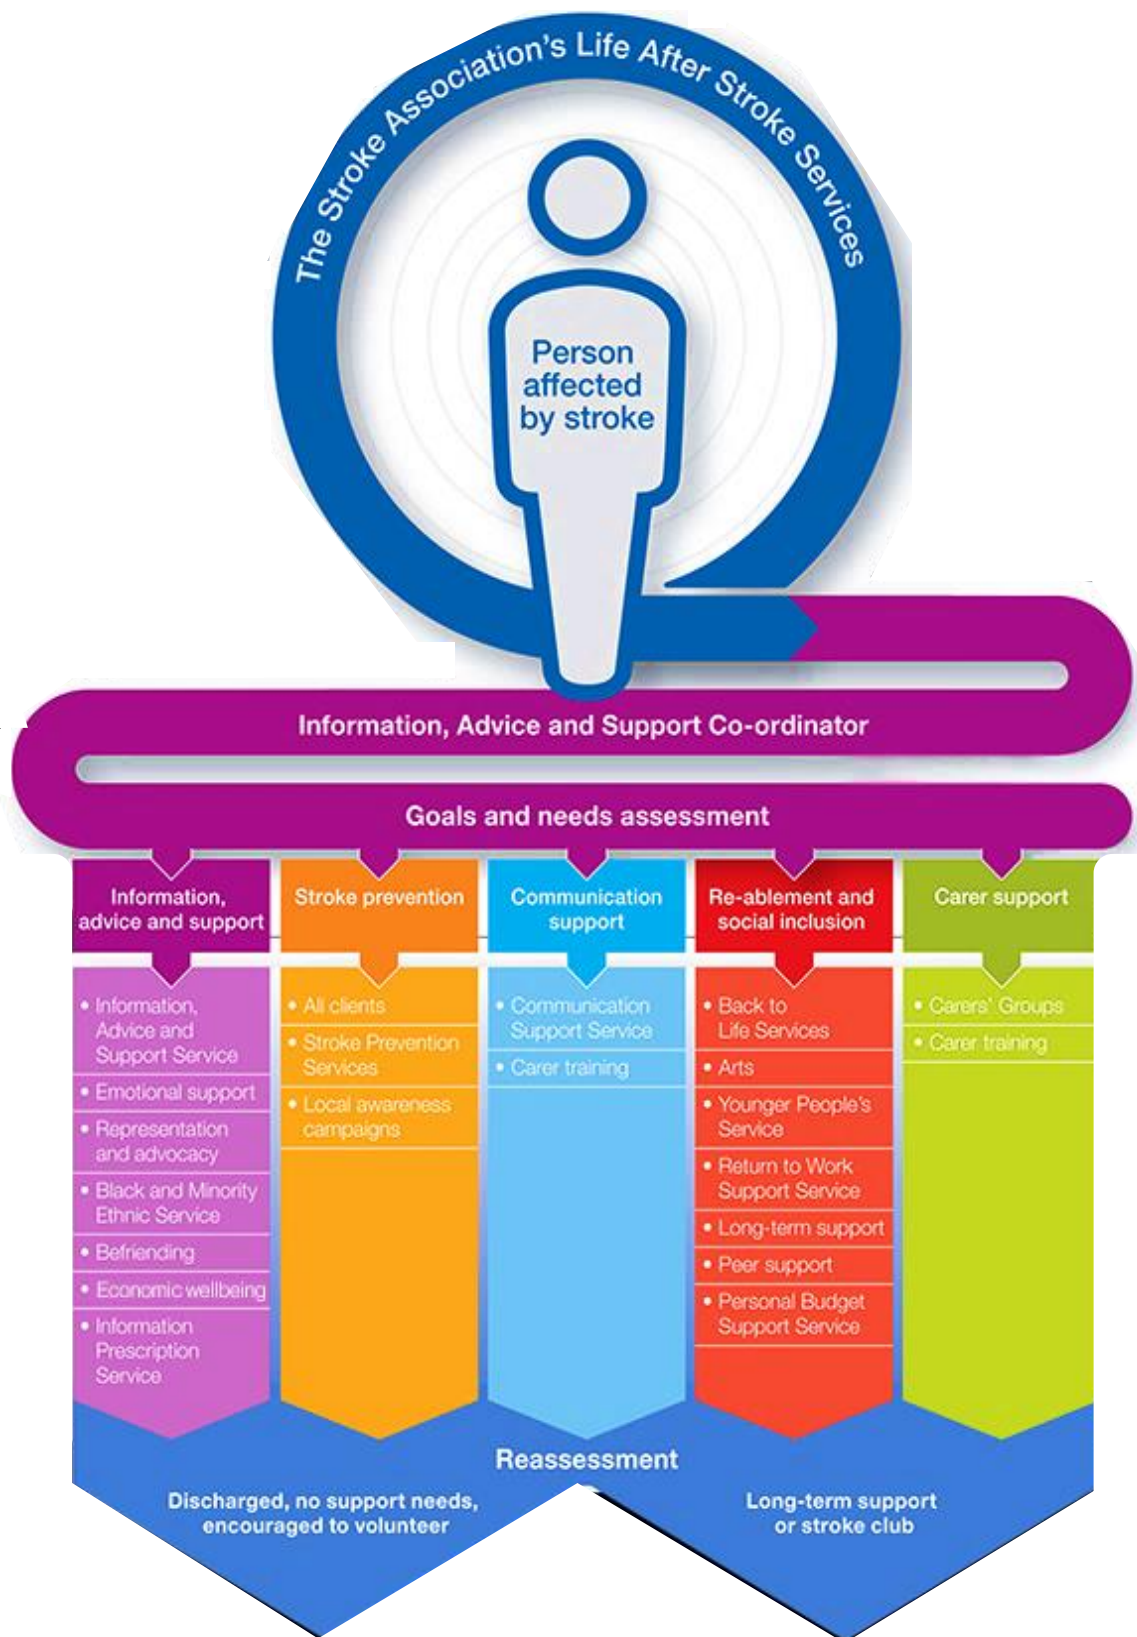 The Stroke Association's Life After Stroke Services
Person
affected
by stroke
Information, Advice and Support Co-ordinator
Goals and needs assessment
Information,
advice and support
• Information,
Advice and
Support Service
• Emotional support
• Representation
and advocacy
• Black and Minority
Ethnic Service
• Befriending
• Economic wellbeing
• Information
Prescription
Service
Stroke prevention
• All clients
• Stroke Prevention
Services
• Local awareness
campaigns
Communication
support
• Communication
Support Service
• Carer training
Re-ablement and
social inclusion
• Back to
Life Services
• Arts
• Younger People's
Service
• Return to Work
Support Service
• Long-term support
• Peer support
• Personal Budget
Support Service
Carer support
• Carers' Groups
• Carer training
Reassessment
Discharged, no support needs,
encouraged to volunteer
Long-term support
or stroke club